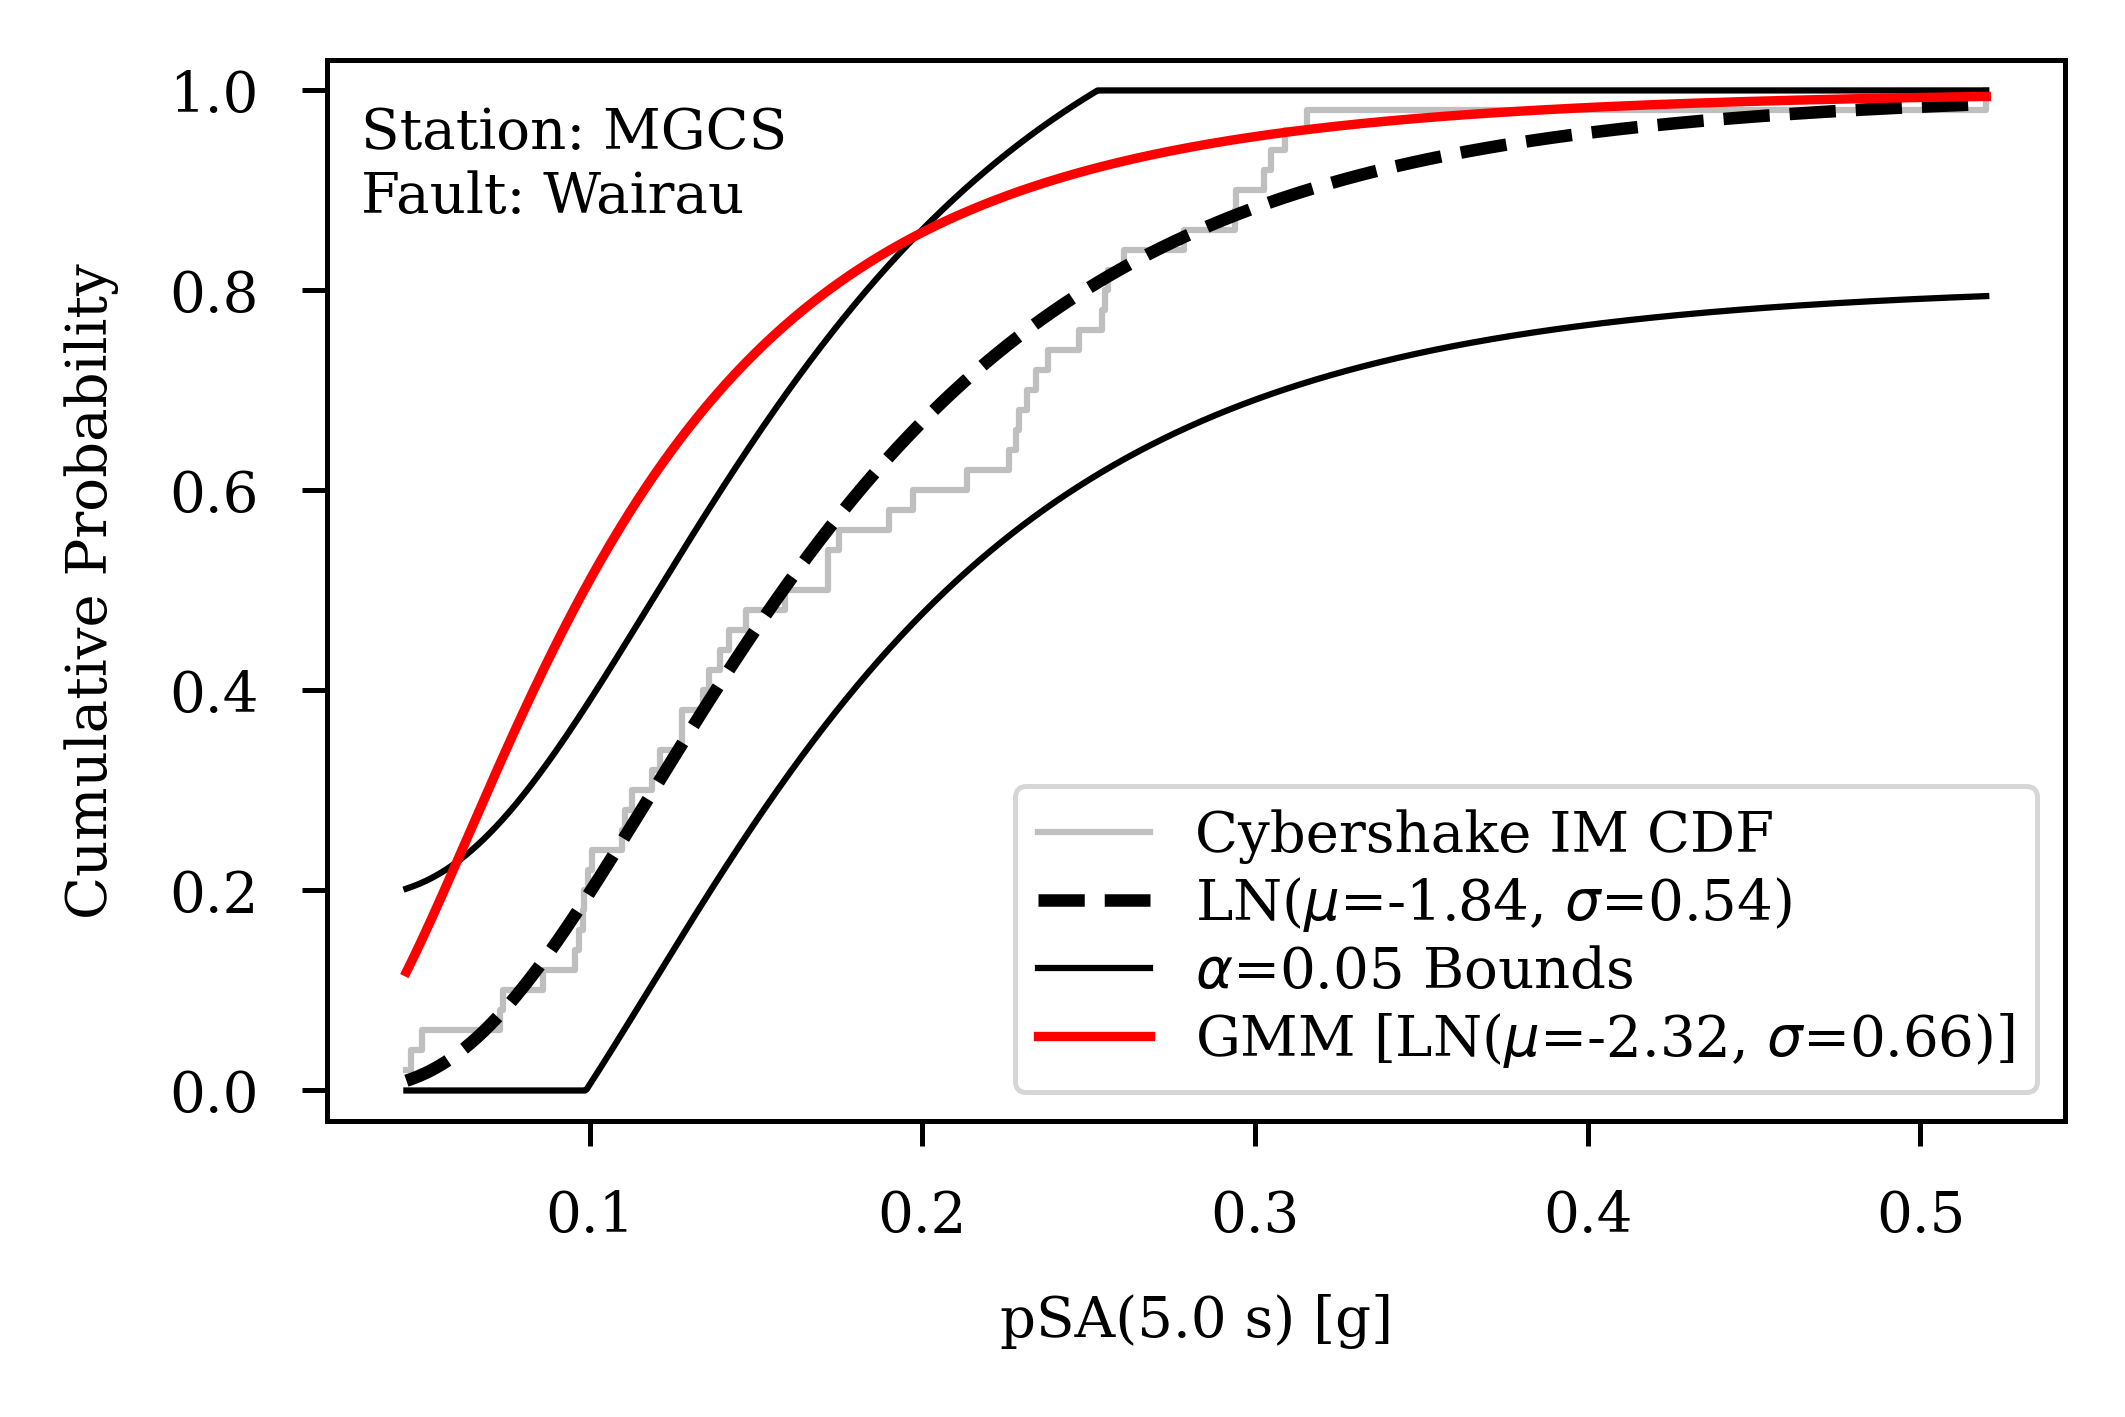 Station: MGCS
Fault: Wairau
Cumulative Probability
1.0
0.8
0.6
0.4
0.2
0.0
Cybershake IM CDF
LN(μ=-1.84, σ=0.54)
α=0.05 Bounds
GMM [LN(μ=-2.32, σ=0.66)]
0.1 0.2 0.3 0.4 0.5
pSA(5.0 s) [g]